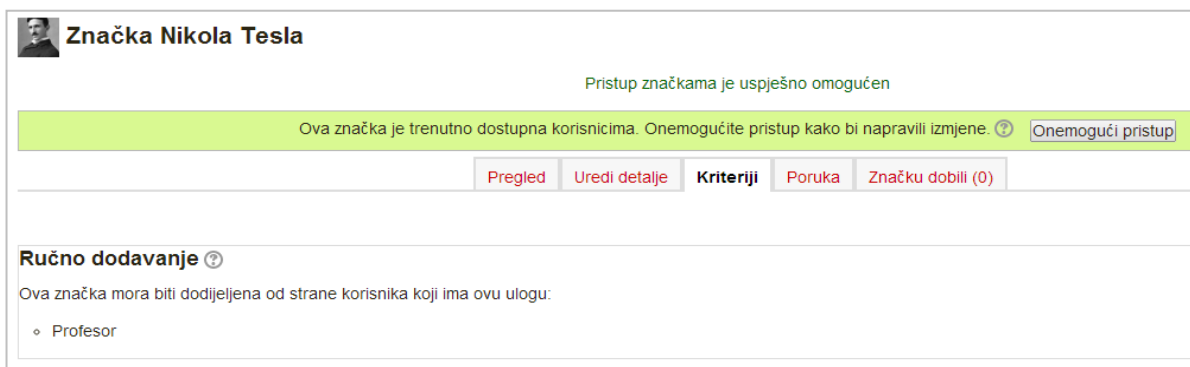 Značka Nikola Tesla
Pristup značkama je uspješno omogućen
Ova značka je trenutno dostupna korisnicima. Onemogućite pristup kako bi napravili izmjene. Onemogući pristup
Pregled Uredi detalje Kriteriji Poruka Značku dobili (0)
Ručno dodavanje
Ova značka mora biti dodijeljena od strane korisnika koji ima ovu ulogu:
Profesor